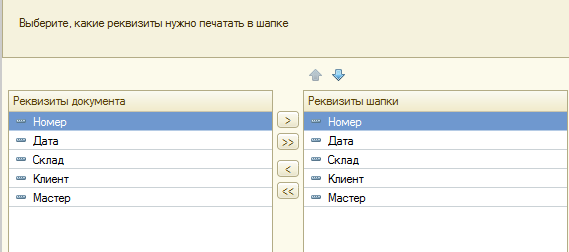 Выберите, какие реквизиты нужно печатать в шапке
Реквизиты документа
Номер
Дата
Склад
Клиент
Мастер
>
>>
<
<<
Реквизиты шапки
Номер
Дата
Склад
Клиент
Мастер